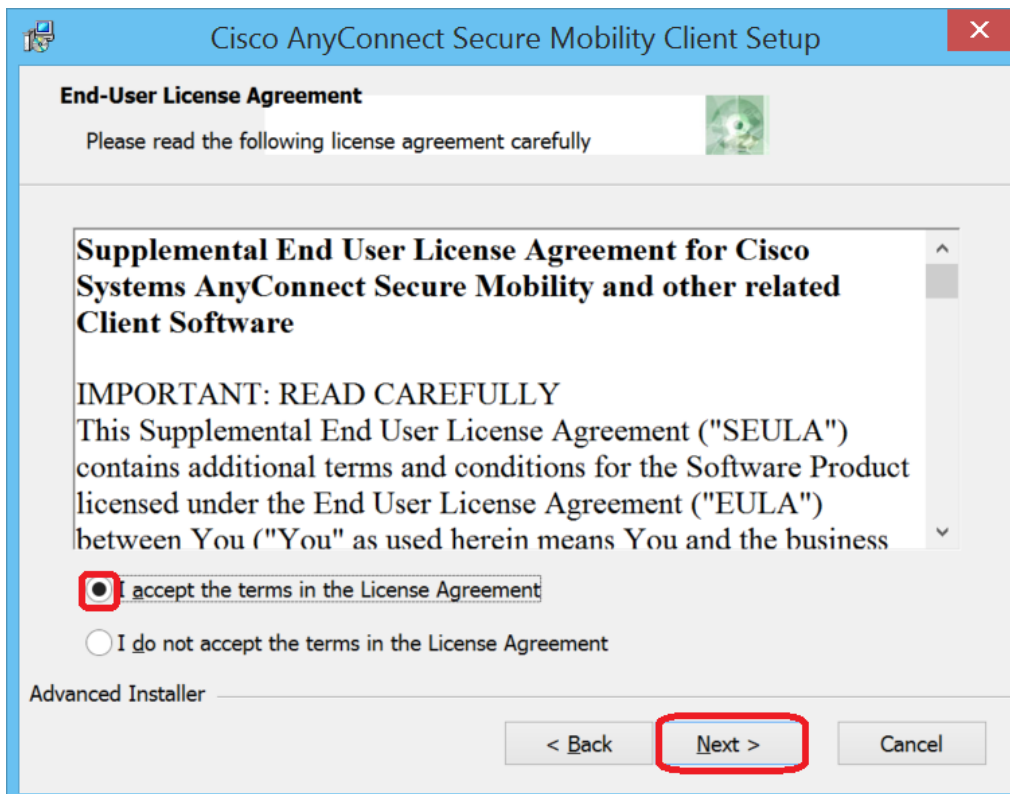 Cisco AnyConnect Secure Mobility Client Setup
End-User License Agreement
Please read the following license agreement carefully
Supplemental End User License Agreement for Cisco
Systems AnyConnect Secure Mobility and other related
Client Software
IMPORTANT: READ CAREFULLY
This Supplemental End User License Agreement ("SEULA")
contains additional terms and conditions for the Software Product
licensed under the End User License Agreement ("EULA")
between You ("You" as used herein means You and the business
I accept the terms in the License Agreement
I do not accept the terms in the License Agreement
Advanced Installer
< Back
Next >
Cancel